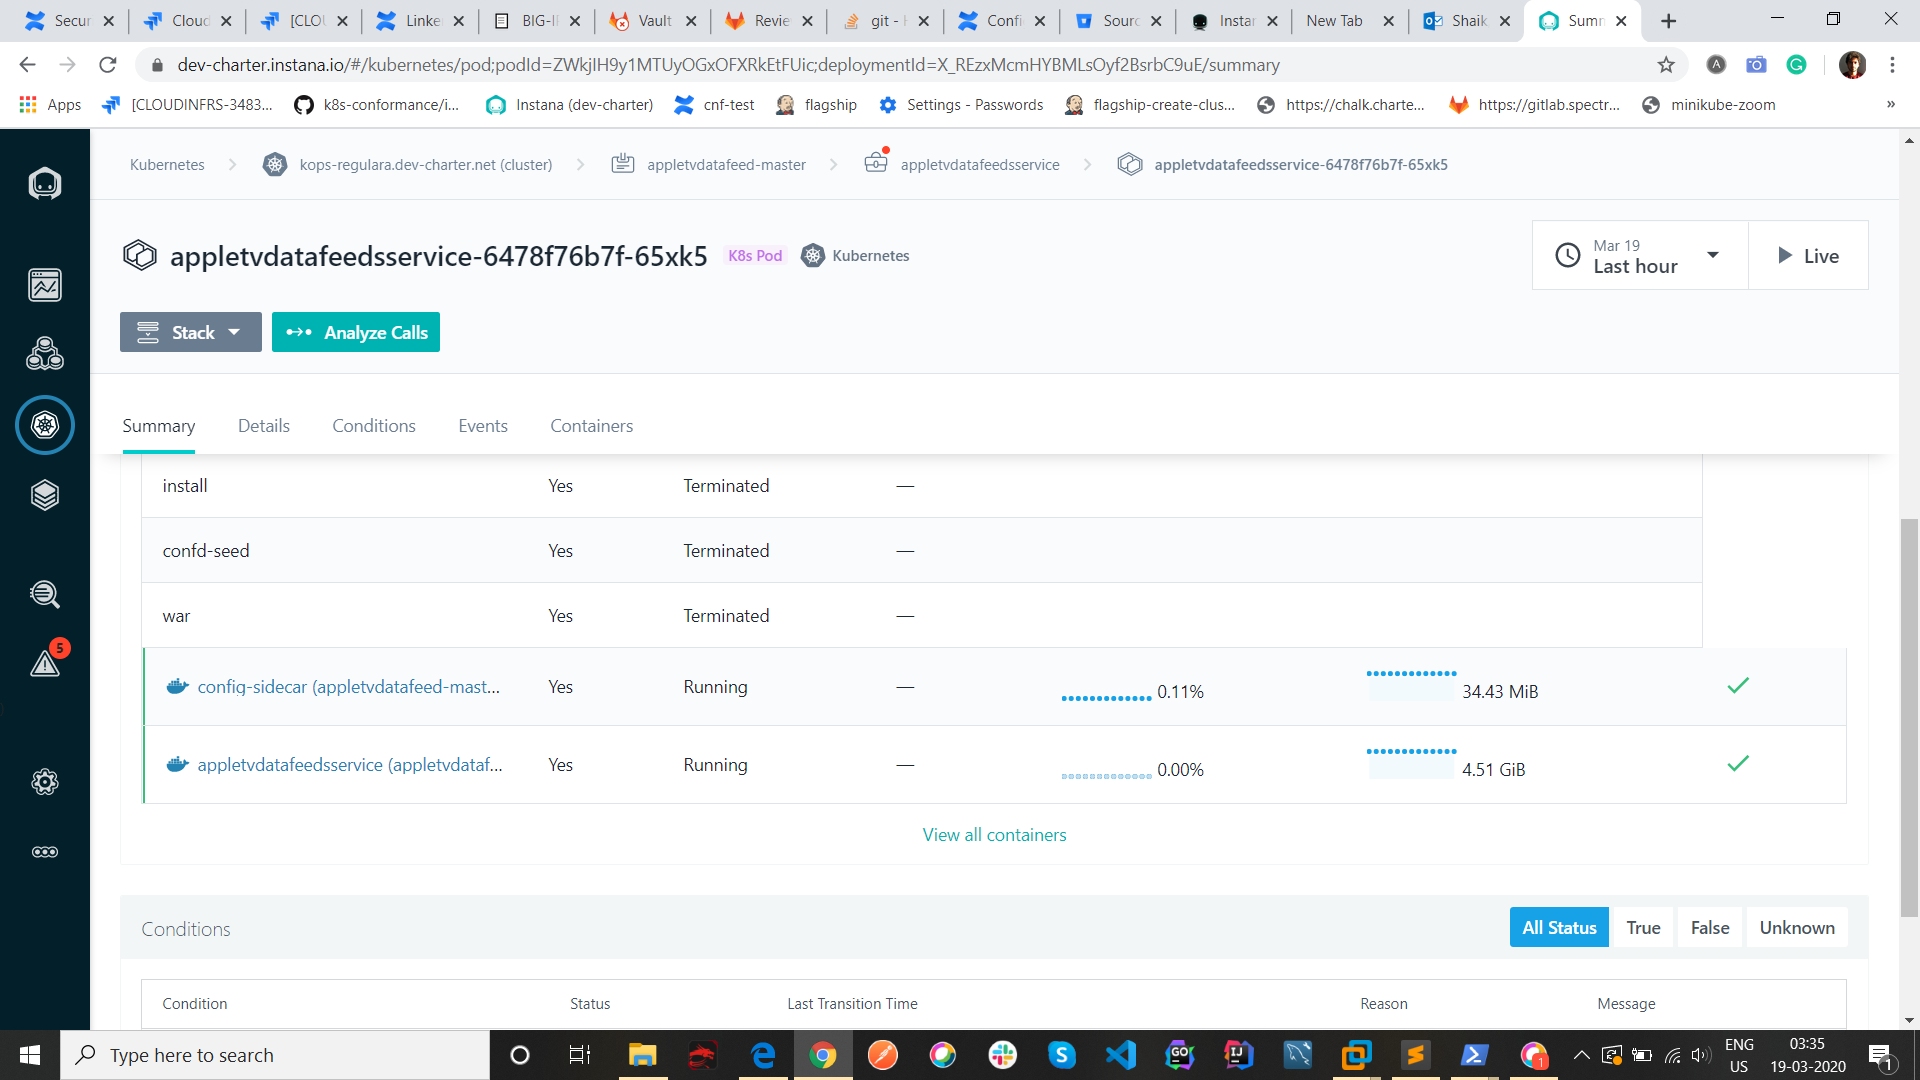 Secur
Cloud
[CLOU
Linke
BIG-IP
Vault
Revie
git - H
Confi
Sourc
Instan
New Tab
Shaik
Summ
dev-charter.instana.io/#/kubernetes/pod;podId=ZWkjIH9y1MTUyOGxOFXRkEtFUic;deploymentId=X_REzxMcmHYBMLsOyf2BsrbC9uE/summary
Apps
[CLOUDINFRS-3483...
k8s-conformance/i...
Instana (dev-charter)
cnf-test
flagship
Settings - Passwords
flagship-create-clus...
https://chalk.charte...
https://gitlab.spectr...
minikube-zoom
»
Kubernetes
kops-regulara.dev-charter.net (cluster)
appletvdatafeed-master
appletvdatafeedsservice
appletvdatafeedsservice-6478f76b7f-65xk5
appletvdatafeedsservice-6478f76b7f-65xk5 K8s Pod Kubernetes
Mar 19
Last hour
Live
Stack
Analyze Calls
Summary Details Conditions Events Containers
install Yes Terminated —
confd-seed Yes Terminated —
war Yes Terminated —
5
config-sidecar (appletvdatafeed-mast... Yes Running — 0.11% 34.43 MiB
appletvdatafeedsservice (appletvdataf... Yes Running — 0.00% 4.51 GiB
View all containers
Conditions
All Status True False Unknown
Condition Status Last Transition Time Reason Message
Type here to search
GO
IJ
1
ENG
US
03:35
19-03-2020
1